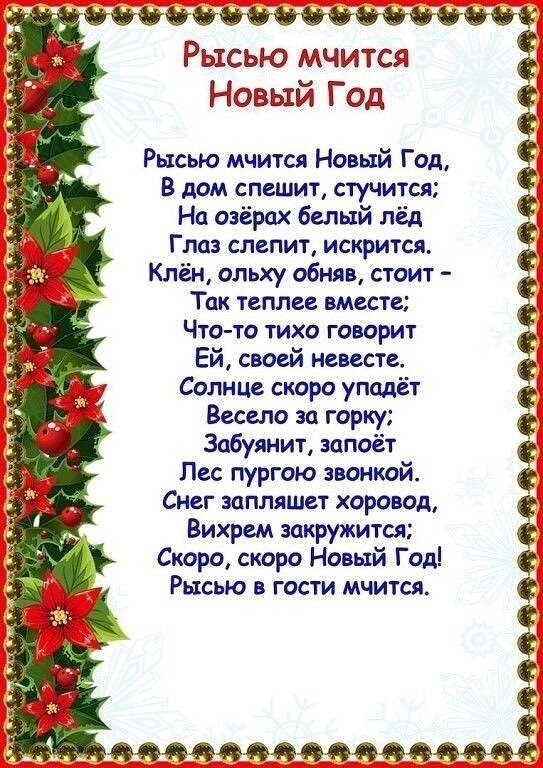 Рысью мчится
Новый Год
Рысью мчится Новый Год,
В дом спешит, стучится;
На озёрах белый лёд
Глаз слепит, искрится.
Клён, ольху обняв, стоит –
Так теплее вместе;
Что-то тихо говорит
Ей, своей невесте.
Солнце скоро упадёт
Весело за горку;
Забуянит, запоёт
Лес пургою звонкой.
Снег запляшет хоровод,
Вихрем закружится;
Скоро, скоро Новый Год!
Рысью в гости мчится.